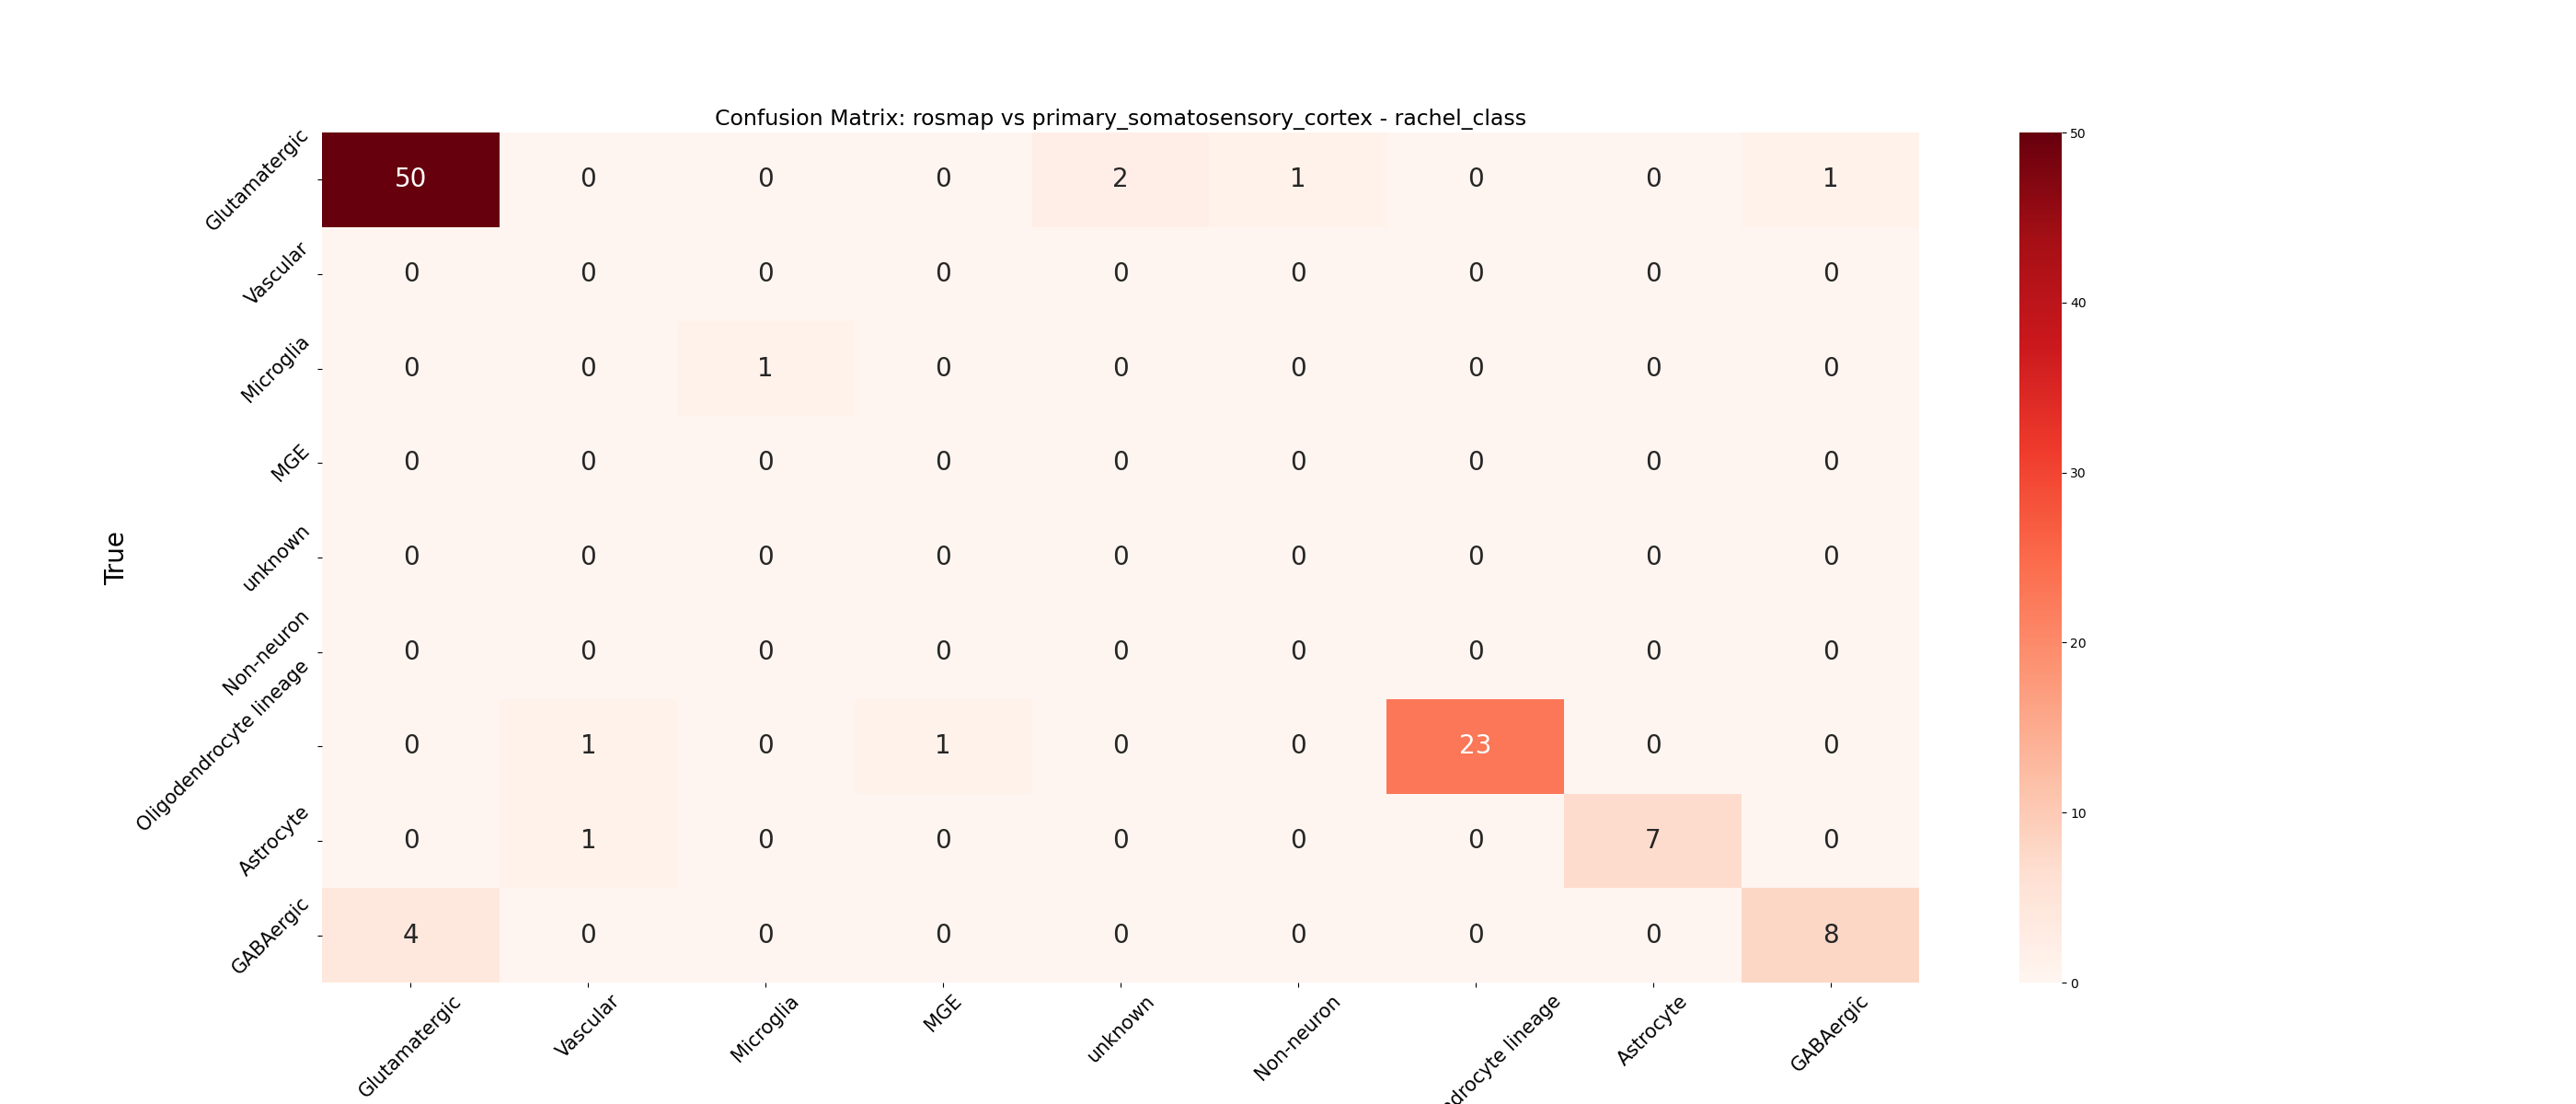 Confusion Matrix: rosmap vs primary_somatosensory_cortex - rachel_class
Glutamatergic 50 0 0 0 2 1 0 0 1
Vascular 0 0 0 0 0 0 0 0 0
Microglia 0 0 1 0 0 0 0 0 0
MGE 0 0 0 0 0 0 0 0 0
unknown 0 0 0 0 0 0 0 0 0
Non-neuron 0 0 0 0 0 0 0 0 0
Oligodendrocyte lineage 0 1 0 1 0 0 23 0 0
Astrocyte 0 1 0 0 0 0 0 7 0
GABAergic 4 0 0 0 0 0 0 0 8
True
Glutamatergic Vascular Microglia MGE unknown Non-neuron lineage Astrocyte GABAergic
50
40
30
20
10
0